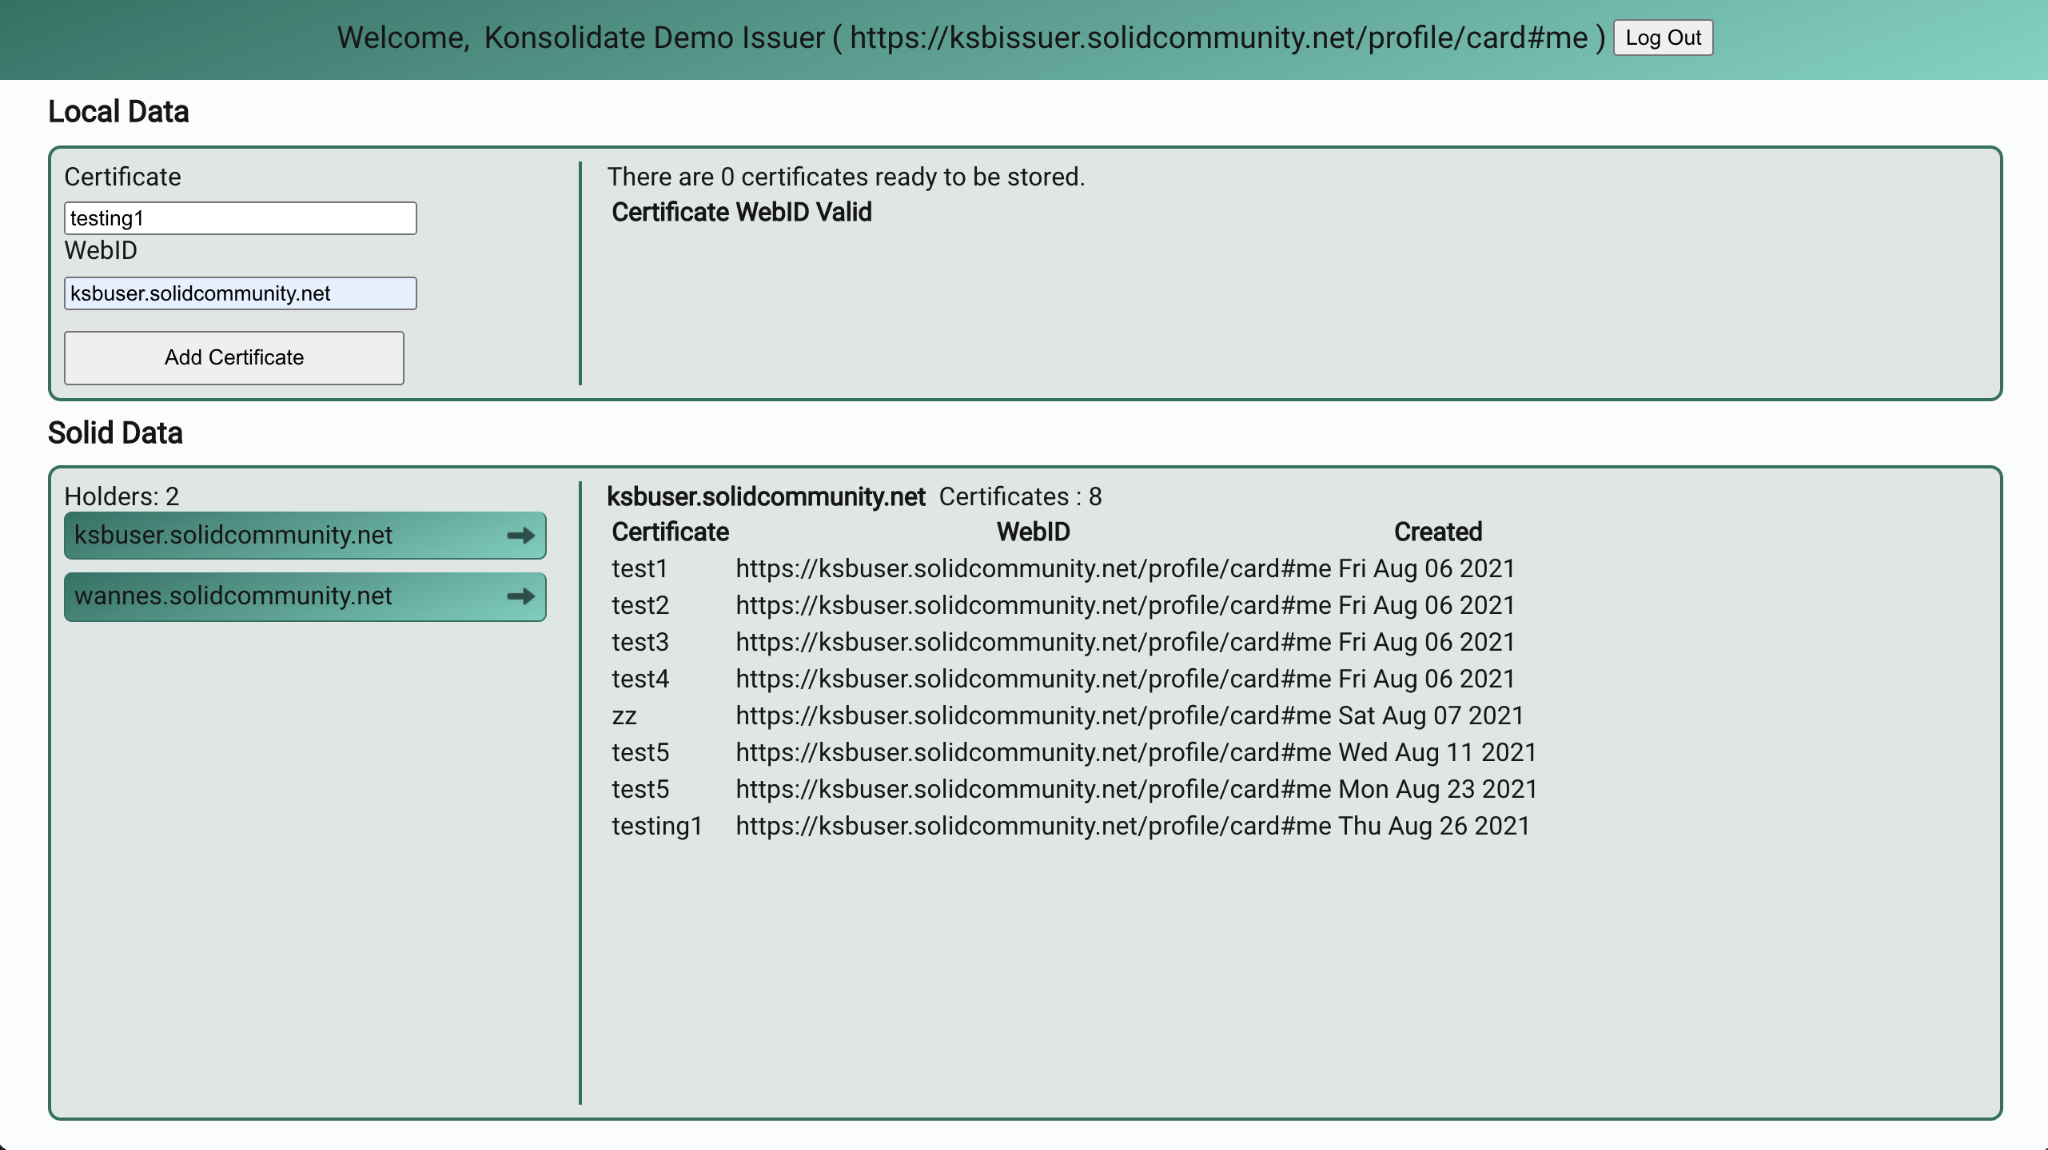 Welcome, Konsolidate Demo Issuer ( https://ksbissuer.solidcommunity.net/profile/card#me ) Log Out
Local Data
Certificate
testing1
WebID
ksbuser.solidcommunity.net
Add Certificate
There are 0 certificates ready to be stored.
Certificate WebID Valid
Solid Data
Holders: 2
ksbuser.solidcommunity.net
wannes.solidcommunity.net
ksbuser.solidcommunity.net Certificates : 8
Certificate WebID Created
test1 https://ksbuser.solidcommunity.net/profile/card#me Fri Aug 06 2021
test2 https://ksbuser.solidcommunity.net/profile/card#me Fri Aug 06 2021
test3 https://ksbuser.solidcommunity.net/profile/card#me Fri Aug 06 2021
test4 https://ksbuser.solidcommunity.net/profile/card#me Fri Aug 06 2021
zz https://ksbuser.solidcommunity.net/profile/card#me Sat Aug 07 2021
test5 https://ksbuser.solidcommunity.net/profile/card#me Wed Aug 11 2021
test5 https://ksbuser.solidcommunity.net/profile/card#me Mon Aug 23 2021
testing1 https://ksbuser.solidcommunity.net/profile/card#me Thu Aug 26 2021